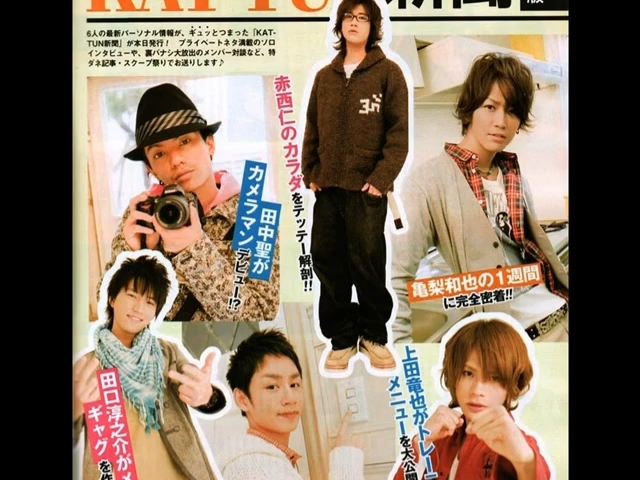 KAT-TUN新聞
6人の最新パーソナル情報が、ギュッとつまった「KAT-
TUN新聞」が本日発行! プライベートネタ満載のソロ
インタビューや、裏バナシ大放出のメンバー対談など、特
ダネ記事・スクープ祭りでお送りします♪
赤西仁のカラダ
をテッテー解剖!!
田中聖が
カメラマン
デビュー!?
亀梨和也の1週間
に完全密着!!
田口淳之介が
ギャグを
上田竜也がトレー
メニューを大公開